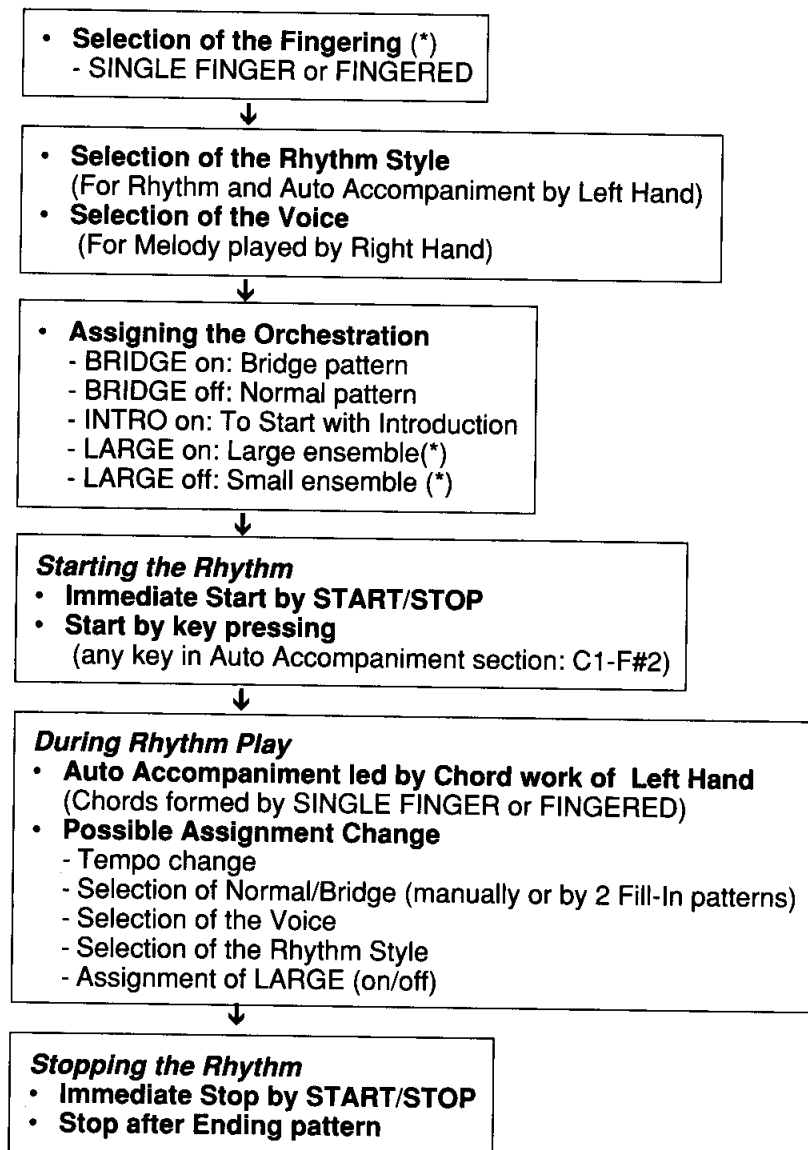 • Selection of the Fingering (*)
- SINGLE FINGER or FINGERED
• Selection of the Rhythm Style
(For Rhythm and Auto Accompaniment by Left Hand)
• Selection of the Voice
(For Melody played by Right Hand)
• Assigning the Orchestration
- BRIDGE on: Bridge pattern
- BRIDGE off: Normal pattern
- INTRO on: To Start with Introduction
- LARGE on: Large ensemble(*)
- LARGE off: Small ensemble (*)
Starting the Rhythm
• Immediate Start by START/STOP
• Start by key pressing
(any key in Auto Accompaniment section: C1-F#2)
During Rhythm Play
• Auto Accompaniment led by Chord work of Left Hand
(Chords formed by SINGLE FINGER or FINGERED)
• Possible Assignment Change
- Tempo change
- Selection of Normal/Bridge (manually or by 2 Fill-In patterns)
- Selection of the Voice
- Selection of the Rhythm Style
- Assignment of LARGE (on/off)
Stopping the Rhythm
• Immediate Stop by START/STOP
• Stop after Ending pattern